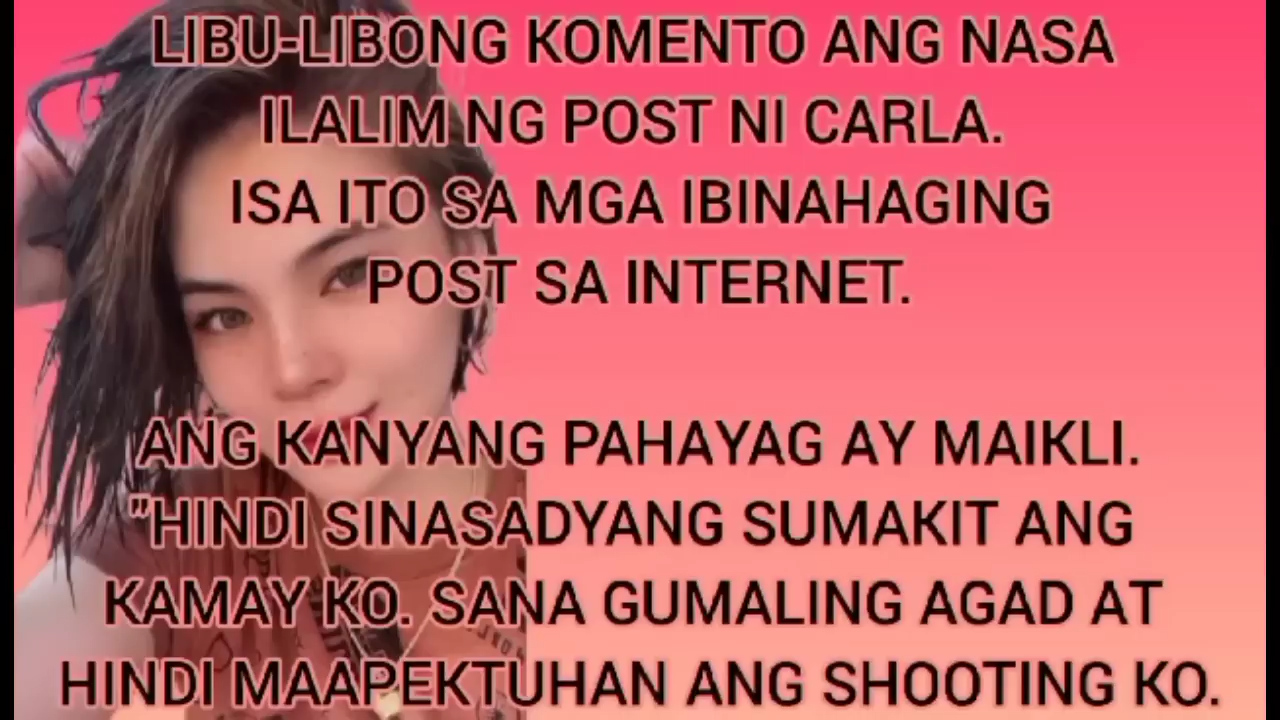 LIBU-LIBONG KOMENTO ANG NASA
ILALIM NG POST NI CARLA.
ISA ITO SA MGA IBINAHAGING
POST SA INTERNET.
ANG KANYANG PAHAYAG AY MAIKLI.
"HINDI SINASADYANG SUMAKIT ANG
KAMAY KO. SANA GUMALING AGAD AT
HINDI MAAPEKTUHAN ANG SHOOTING KO.